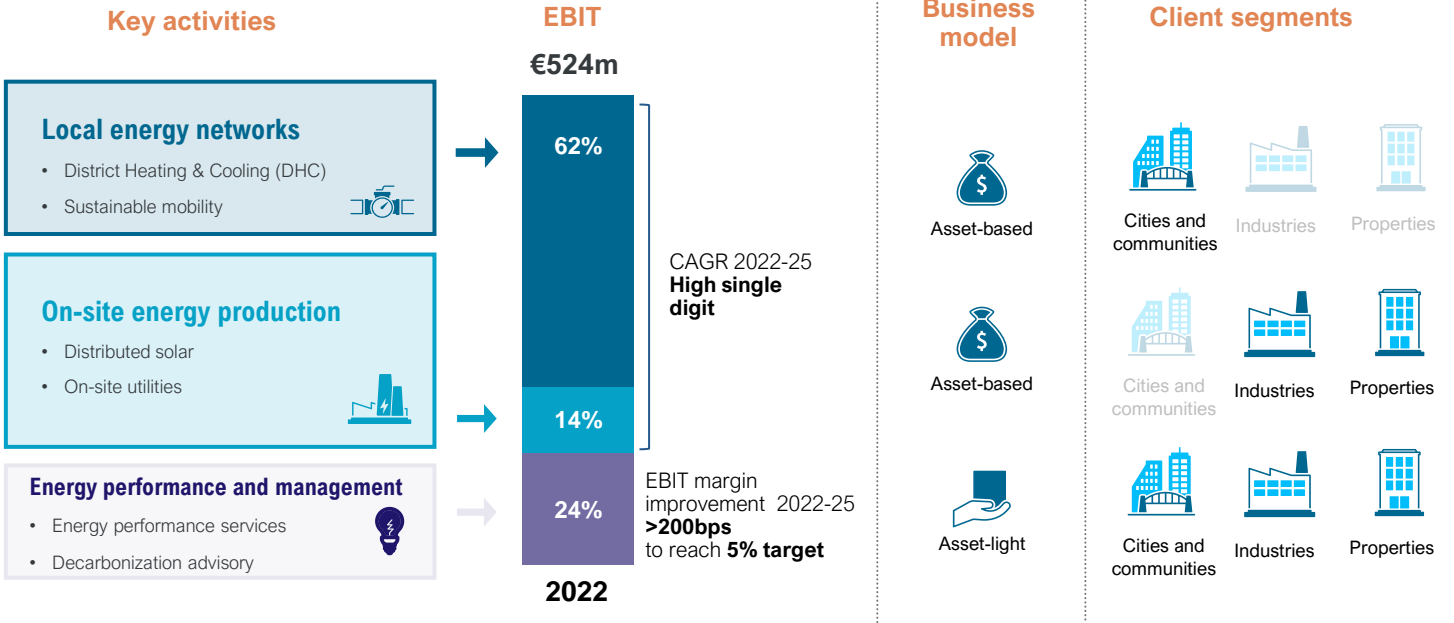 Key activities
EBIT
Business
model
Client segments
€524m
Local energy networks
• District Heating & Cooling (DHC)
• Sustainable mobility
62%
$
Asset-based
Cities and
communities
Industries
Properties
CAGR 2022-25
High single
digit
On-site energy production
• Distributed solar
• On-site utilities
14%
$
Asset-based
Cities and
communities
Industries
Properties
Energy performance and management
• Energy performance services
• Decarbonization advisory
24%
EBIT margin
improvement 2022-25
>200bps
to reach 5% target
Asset-light
Cities and
communities
Industries
Properties
2022